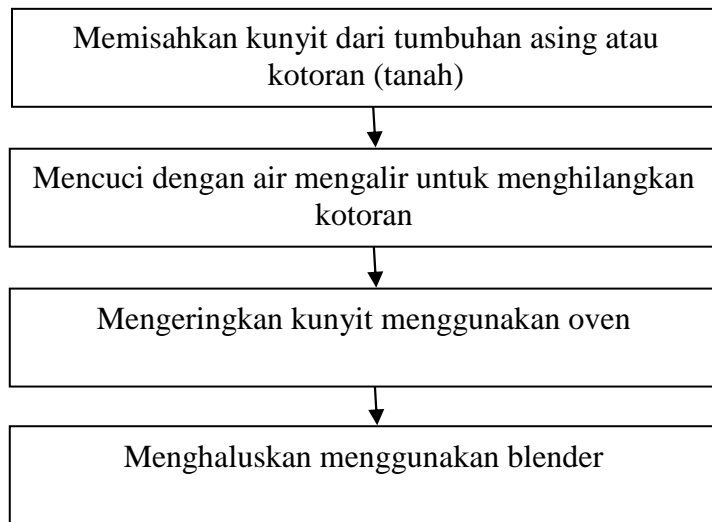 Memisahkan kunyit dari tumbuhan asing atau
kotoran (tanah)
Mencuci dengan air mengalir untuk menghilangkan
kotoran
Mengeringkan kunyit menggunakan oven
Menghaluskan menggunakan blender